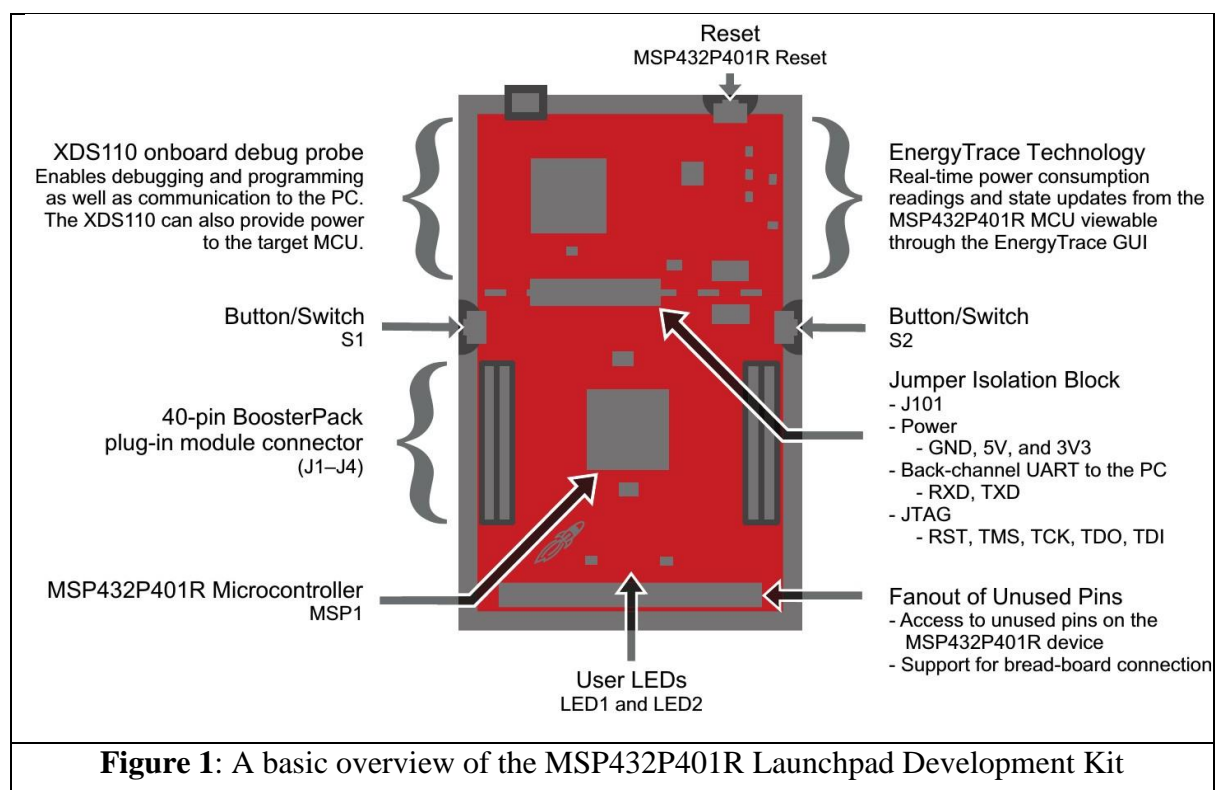 Reset
MSP432P401R Reset
XDS110 onboard debug probe
Enables debugging and programming
as well as communication to the PC.
The XDS110 can also provide power
to the target MCU.
EnergyTrace Technology
Real-time power consumption
readings and state updates from the
MSP432P401R MCU viewable
through the EnergyTrace GUI
Button/Switch
S1
Button/Switch
S2
40-pin BoosterPack
plug-in module connector
(J1–J4)
Jumper Isolation Block
- J101
- Power
- GND, 5V, and 3V3
- Back-channel UART to the PC
- RXD, TXD
- JTAG
- RST, TMS, TCK, TDO, TDI
MSP432P401R Microcontroller
MSP1
Fanout of Unused Pins
- Access to unused pins on the
MSP432P401R device
- Support for bread-board connection
User LEDs
LED1 and LED2
Figure 1: A basic overview of the MSP432P401R Launchpad Development Kit